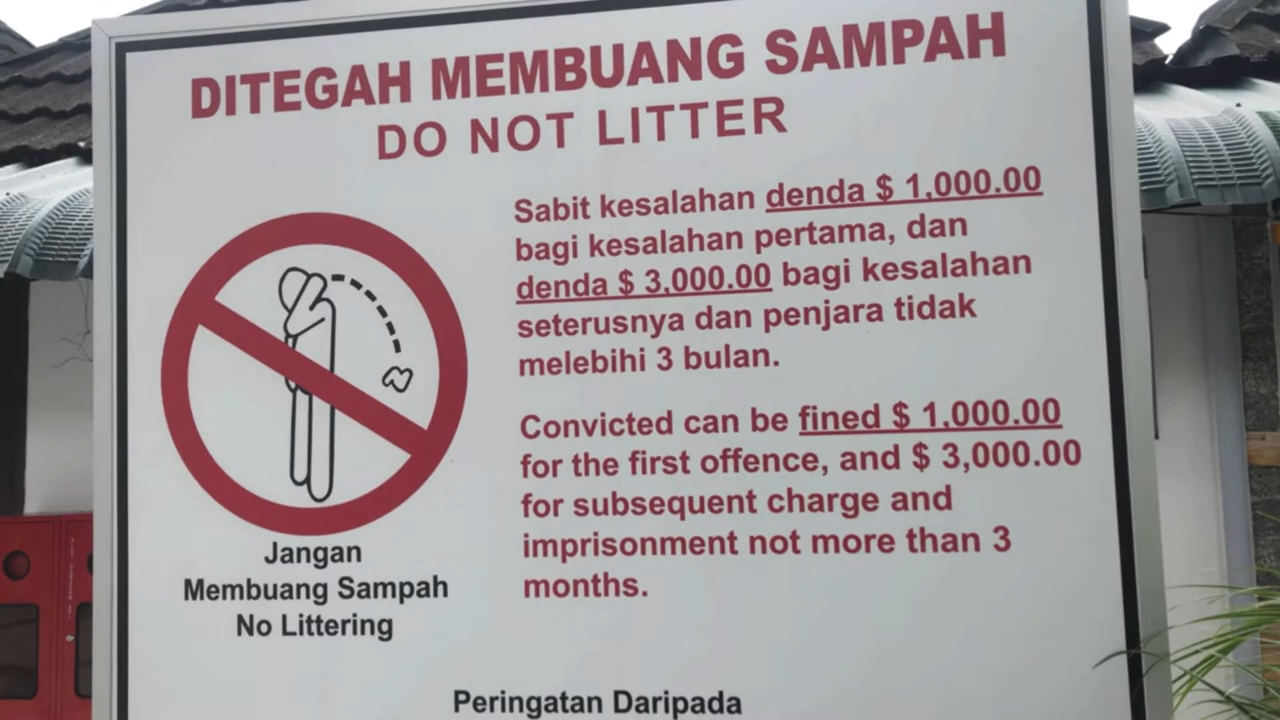 DITEGAH MEMBUANG SAMPAH
DO NOT LITTER
Sabit kesalahan denda $ 1,000.00
bagi kesalahan pertama, dan
denda $ 3,000.00 bagi kesalahan
seterusnya dan penjara tidak
melebihi 3 bulan.
Convicted can be fined $ 1,000.00
for the first offence, and $ 3,000.00
for subsequent charge and
imprisonment not more than 3
months.
Jangan
Membuang Sampah
No Littering
Peringatan Daripada